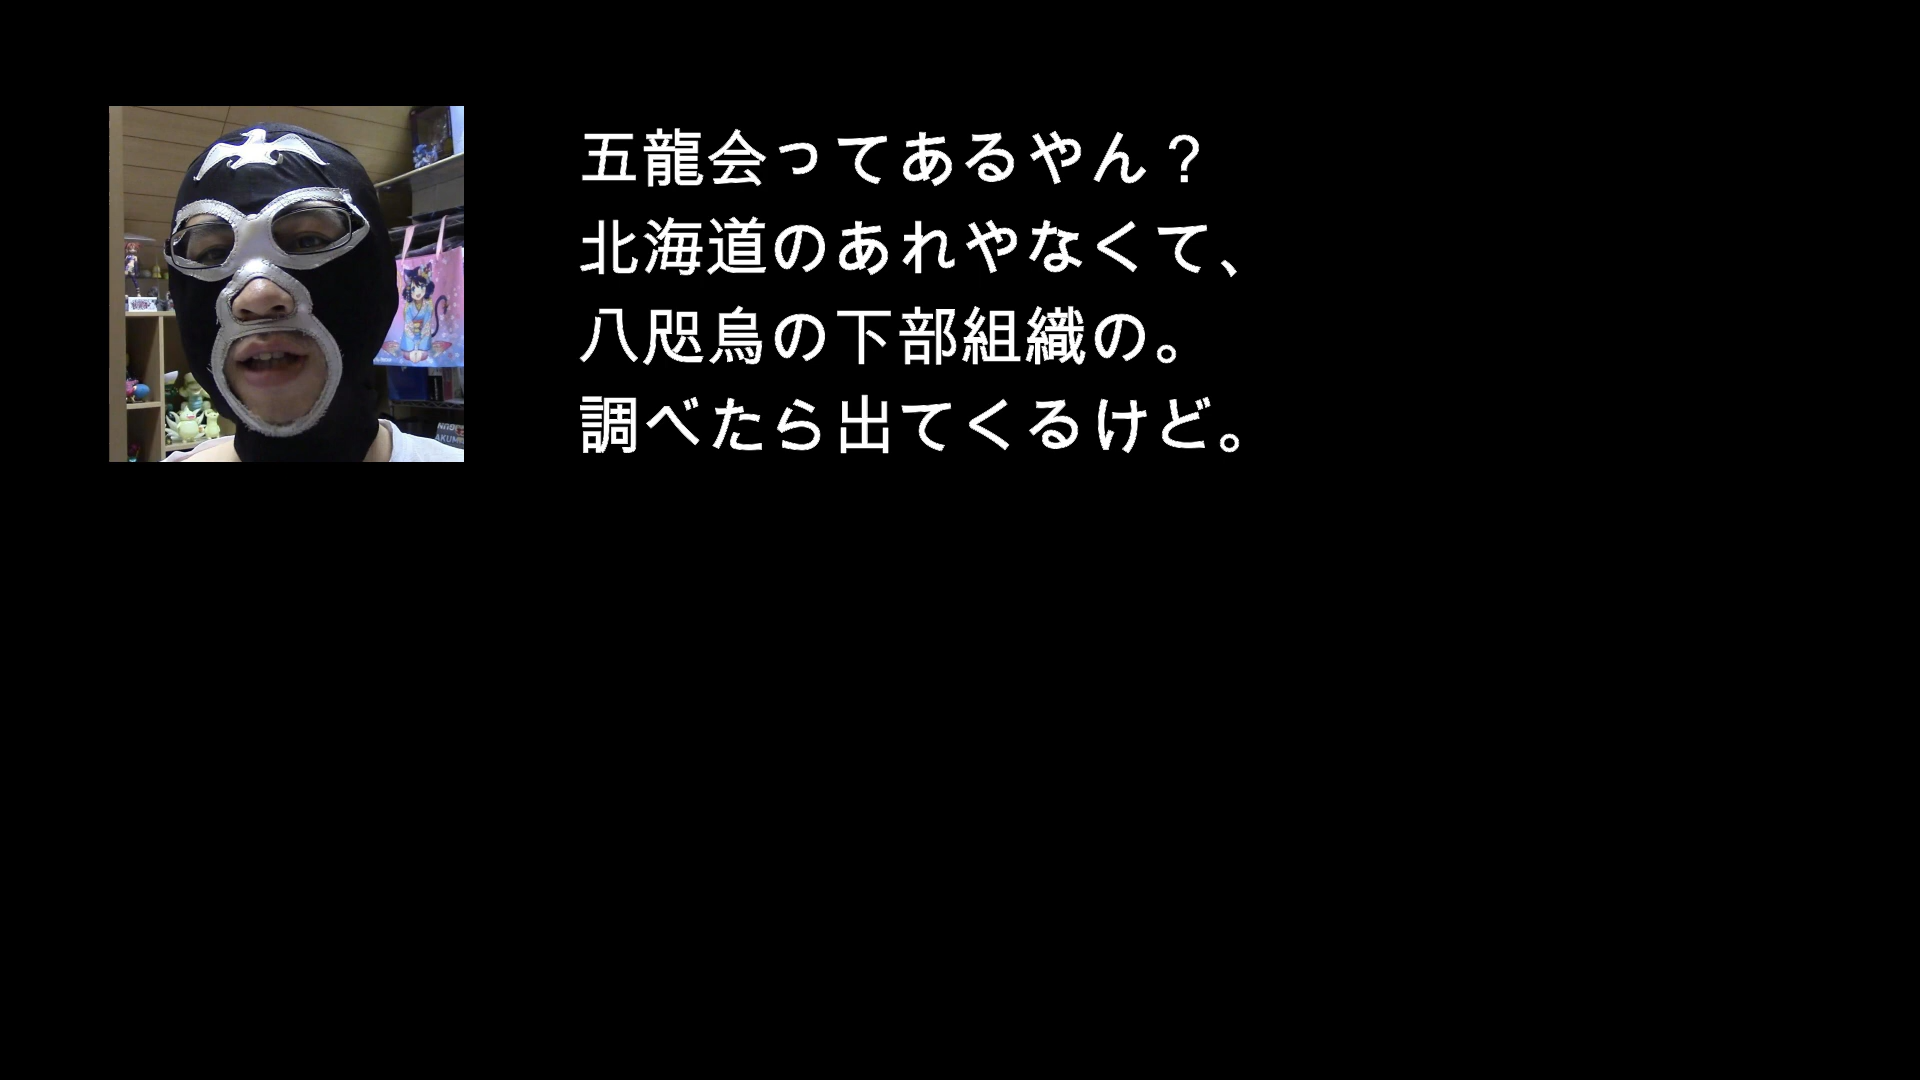 五龍会ってあるやん？
北海道のあれやなくて、
八咫烏の下部組織の。
調べたら出てくるけど。